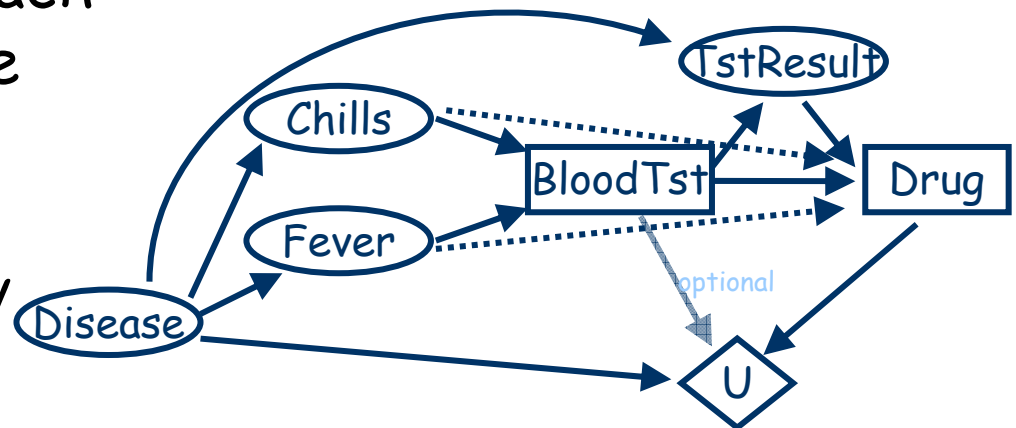 TstResult
Chills
BloodTst
Drug
Fever
optional
Disease
U